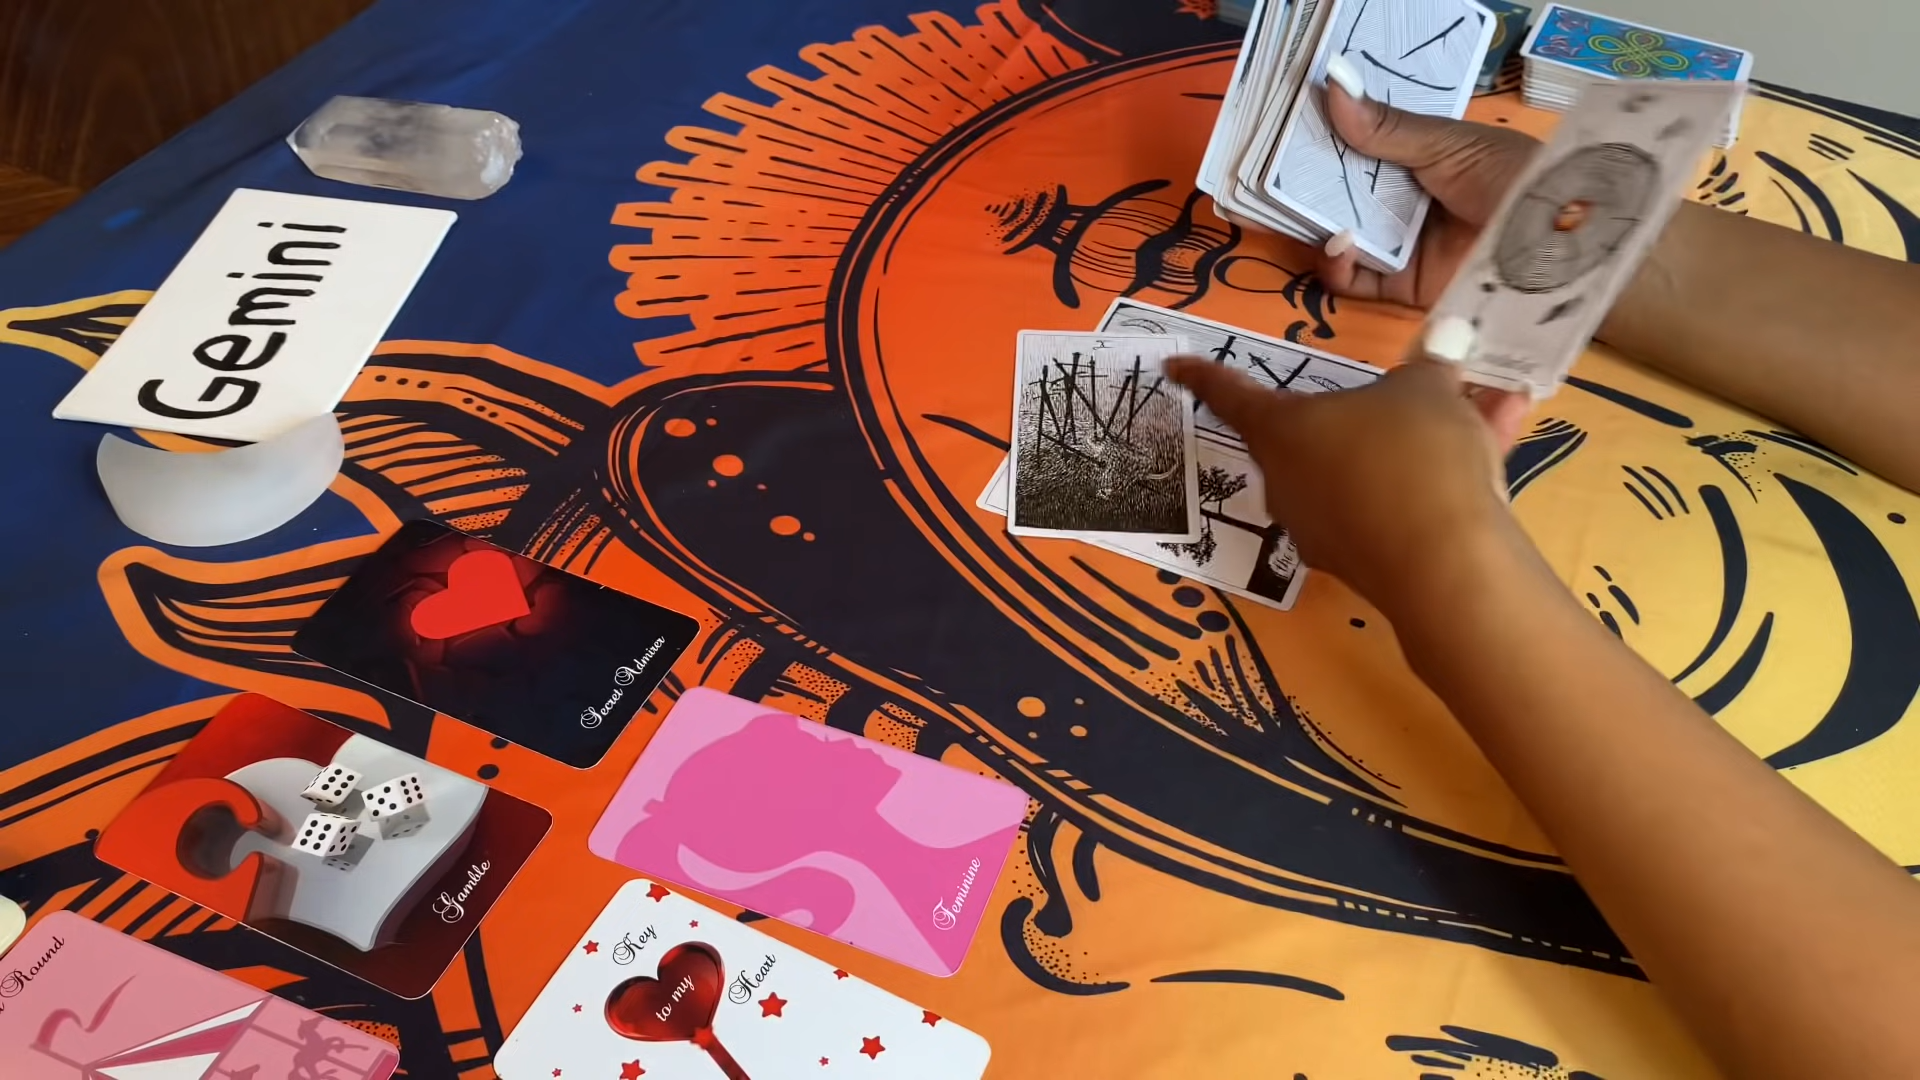 Gemini
X
Secret Admirer
Gamble
Feminine
Key
to my
Heart
Round